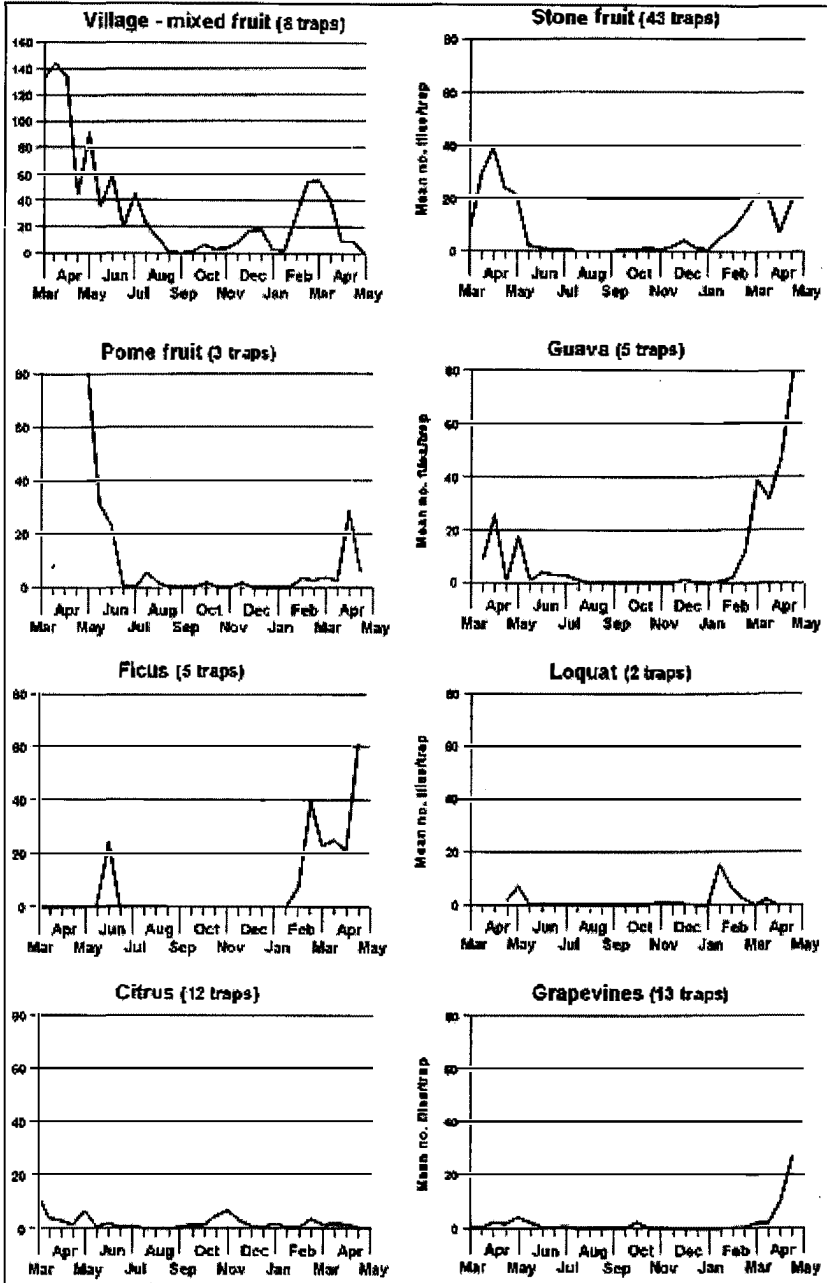 Village - mixed fruit (8 traps)
160
140
120
100
80
60
40
20
0
Apr Jun Aug Oct Dec Feb Apr
Mar May Jul Sep Nov Jan Mar May
Stone fruit (43 traps)
Mean no. flies/trap
80
60
40
20
0
Apr Jun Aug Oct Dec Feb Apr
Mar May Jul Sep Nov Jan Mar May
Pome fruit (3 traps)
80
60
40
20
0
Apr Jun Aug Oct Dec Feb Apr
Mar May Jul Sep Nov Jan Mar May
Guava (5 traps)
Mean no. flies/trap
80
60
40
20
0
Apr Jun Aug Oct Dec Feb Apr
Mar May Jul Sep Nov Jan Mar May
Ficus (5 traps)
80
60
40
20
0
Apr Jun Aug Oct Dec Feb Apr
Mar May Jul Sep Nov Jan Mar May
Loquat (2 traps)
Mean no. flies/trap
80
60
40
20
0
Apr Jun Aug Oct Dec Feb Apr
Mar May Jul Sep Nov Jan Mar May
Citrus (12 traps)
80
60
40
20
0
Apr Jun Aug Oct Dec Feb Apr
Mar May Jul Sep Nov Jan Mar May
Grapevines (13 traps)
Mean no. flies/trap
80
60
40
20
0
Apr Jun Aug Oct Dec Feb Apr
Mar May Jul Sep Nov Jan Mar May